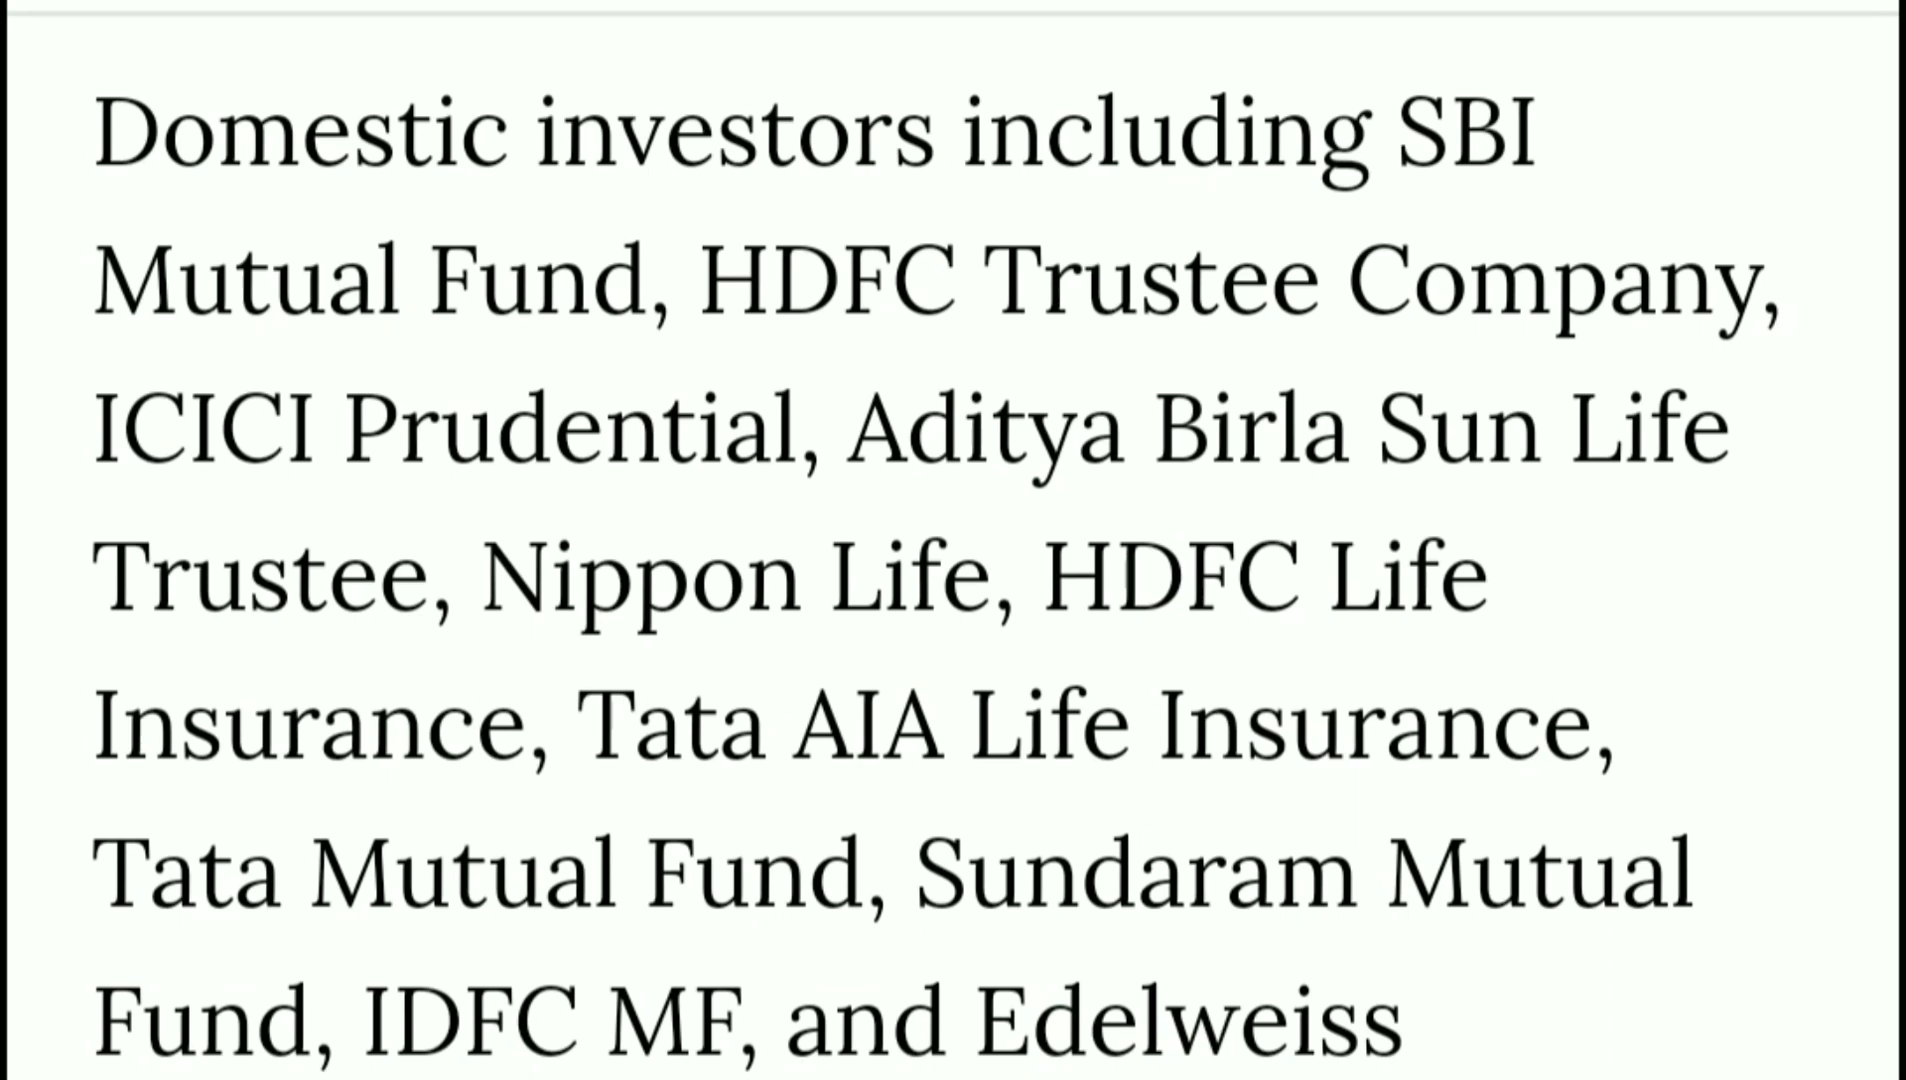 Domestic investors including SBI
Mutual Fund, HDFC Trustee Company,
ICICI Prudential, Aditya Birla Sun Life
Trustee, Nippon Life, HDFC Life
Insurance, Tata AIA Life Insurance,
Tata Mutual Fund, Sundaram Mutual
Fund, IDFC MF, and Edelweiss